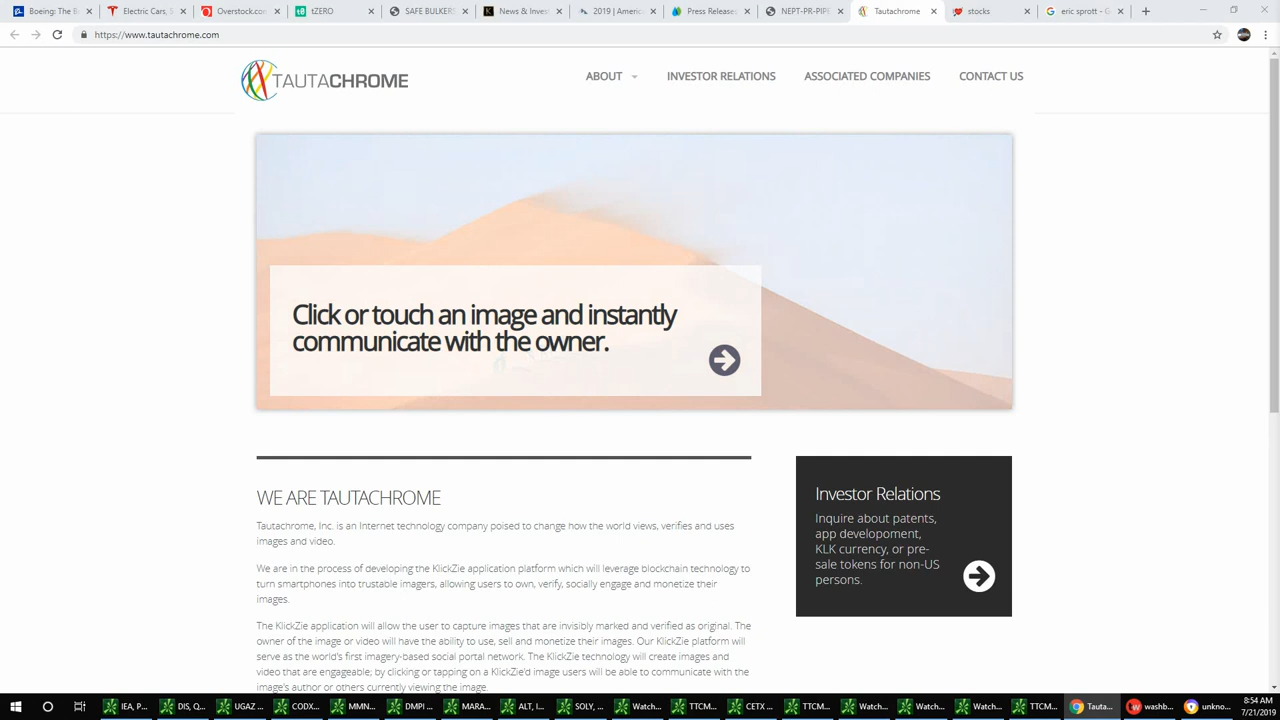 Boeing: The B
Electric Cars, S
Overstock.co
tZERO
SAFE BULKERS
News & Inves
2019 | Americ
Press Releases
NEPT-PR-PIPE
Tautachrome
stocks
eric sprott - G
https://www.tautachrome.com
TAUTACHROME
ABOUT
INVESTOR RELATIONS
ASSOCIATED COMPANIES
CONTACT US
Click or touch an image and instantly
communicate with the owner.
WE ARE TAUTACHROME
Tautachrome, Inc. is an Internet technology company poised to change how the world views, verifies and uses
images and video.
We are in the process of developing the KlickZie application platform which will leverage blockchain technology to
turn smartphones into trustable imagers, allowing users to own, verify, socially engage and monetize their
images.
The KlickZie application will allow the user to capture images that are invisibly marked and verified as original. The
owner of the image or video will have the ability to use, sell and monetize their images. Our KlickZie platform will
serve as the world's first imagery-based social portal network. The KlickZie technology will create images and
video that are engageable; by clicking or tapping on a KlickZie'd image users will be able to communicate with the
image's author or others currently viewing the image.
Investor Relations
Inquire about patents,
app developoment,
KLK currency, or pre-
sale tokens for non-US
persons.
IEA, P...
DIS, Q...
UGAZ ...
CODX...
MMN...
DMPI ...
MARA...
ALT, I...
SOLY, ...
Watch...
TTCM...
CETX ...
TTCM...
Watch...
Watch...
Watch...
TTCM...
Tauta...
washb...
unkno...
8:54 AM
7/21/2019